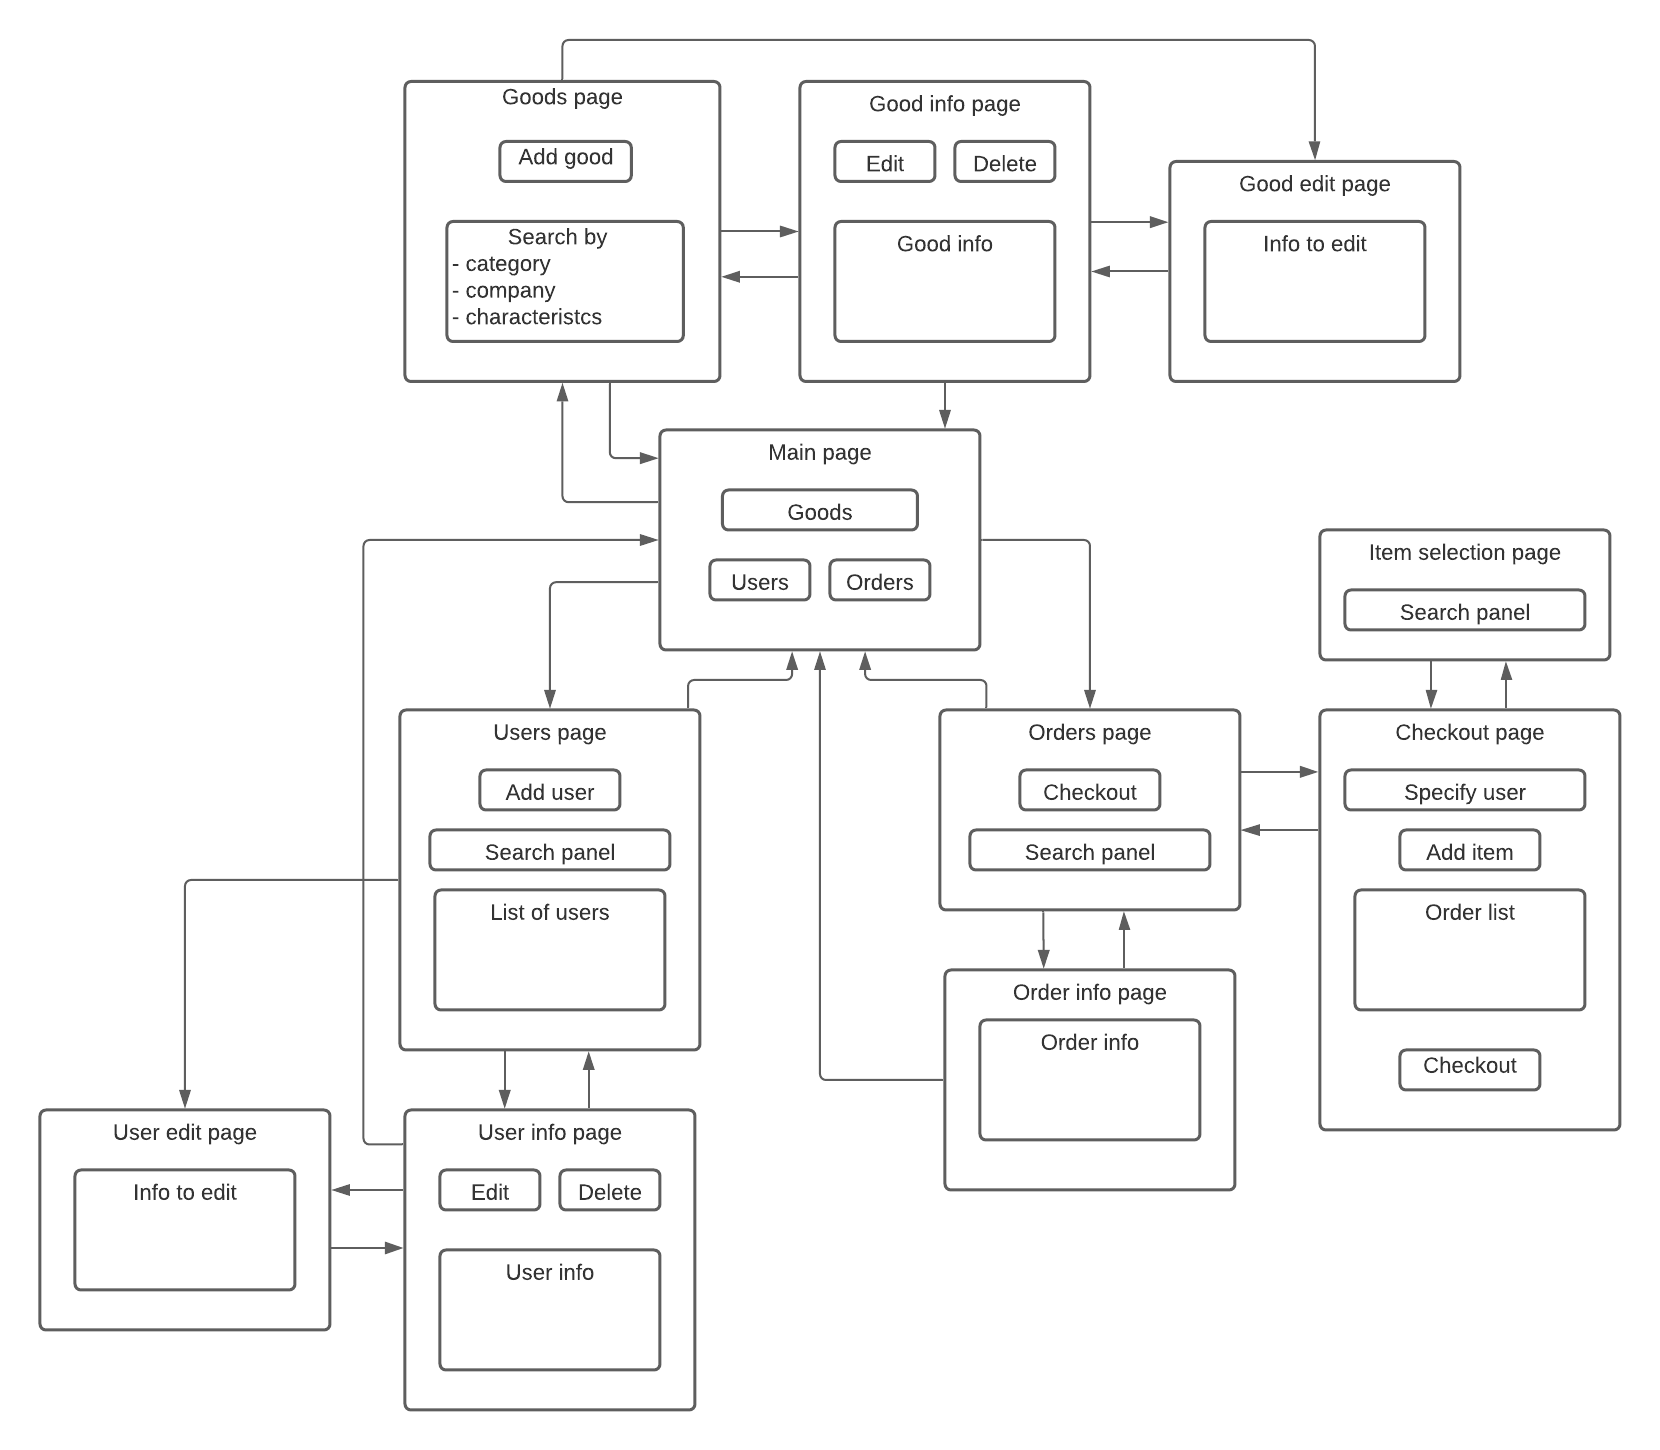 Goods page
Add good
Search by
- category
- company
- characteristcs
Good info page
Edit
Delete
Good info
Good edit page
Info to edit
Main page
Goods
Users
Orders
Item selection page
Search panel
Users page
Add user
Search panel
List of users
Orders page
Checkout
Search panel
Checkout page
Specify user
Add item
Order list
Checkout
Order info page
Order info
User edit page
Info to edit
User info page
Edit
Delete
User info